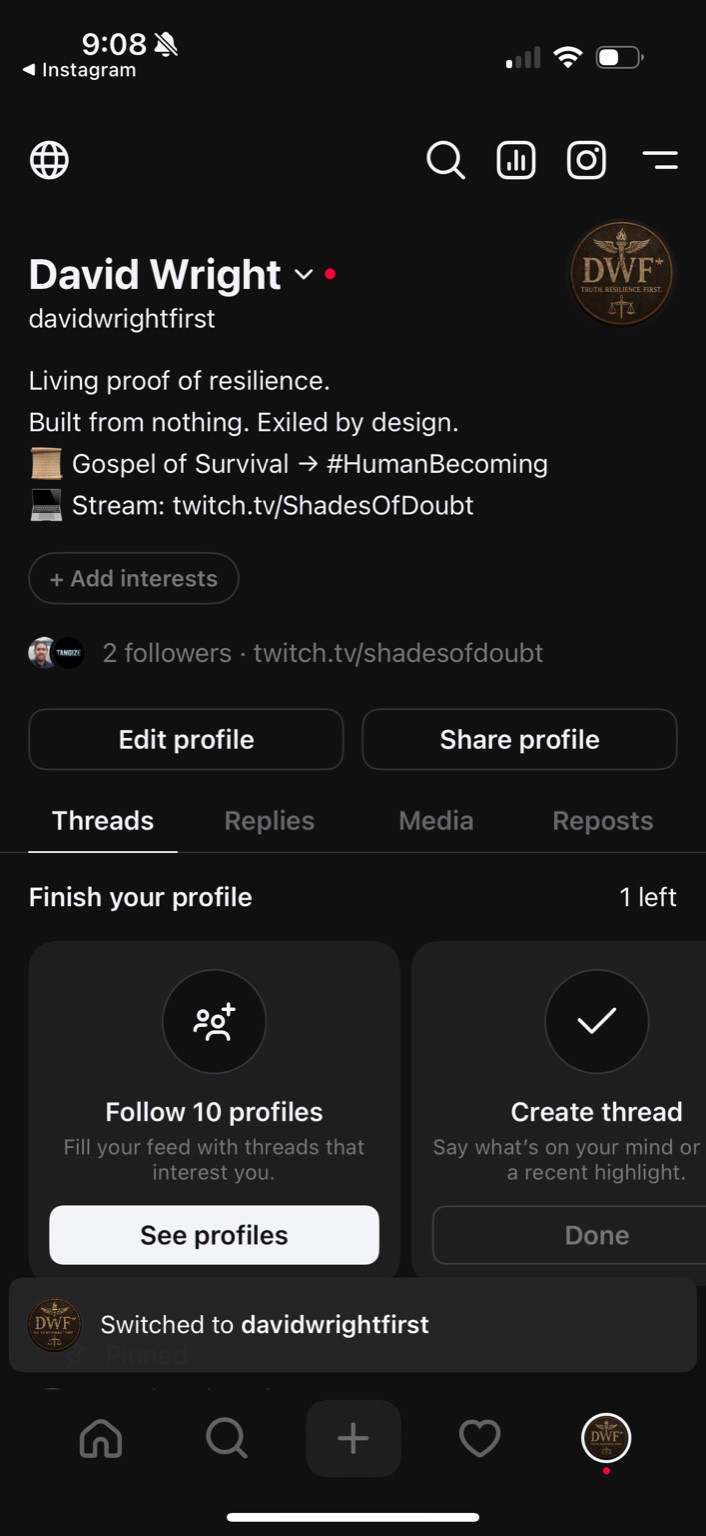 9:08
Instagram
David Wright
davidwrightfirst
DWF*
TRUTH. RESILIENCE. FIRST.
Living proof of resilience.
Built from nothing. Exiled by design.
📜 Gospel of Survival → #HumanBecoming
💻 Stream: twitch.tv/ShadesOfDoubt
+ Add interests
TANGIZE
2 followers · twitch.tv/shadesofdoubt
Edit profile
Share profile
Threads
Replies
Media
Reposts
Finish your profile
1 left
Follow 10 profiles
Fill your feed with threads that
interest you.
See profiles
Create thread
Say what’s on your mind or
a recent highlight.
Done
DWF
Switched to davidwrightfirst
Pinned
DWF